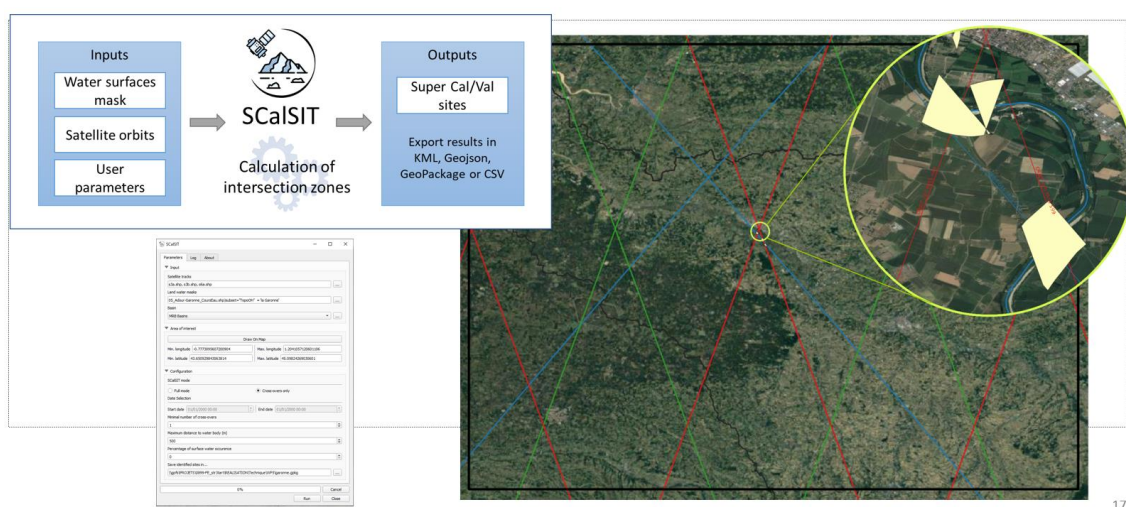 Inputs
Water surfaces
mask
Satellite orbits
User
parameters
SCalSIT
Calculation of
intersection zones
Outputs
Super Cal/Val
sites
Export results in
KML, Geojson,
GeoPackage or CSV
SCalSIT
Parameters Log About
Input
Satellite tracks
Land water masks
Basin
Area of interest
Draw On Map
Min. longitude Max. longitude
Min. latitude Max. latitude
Configuration
SCalSIT mode
Full mode Cross-overs only
Date Selection
Start date End date
Minimal number of cross-overs
1
Maximum distance to water body (m)
500
Percentage of surface water occurence
0
Save identified sites in...
0%
Cancel
Run Close
17